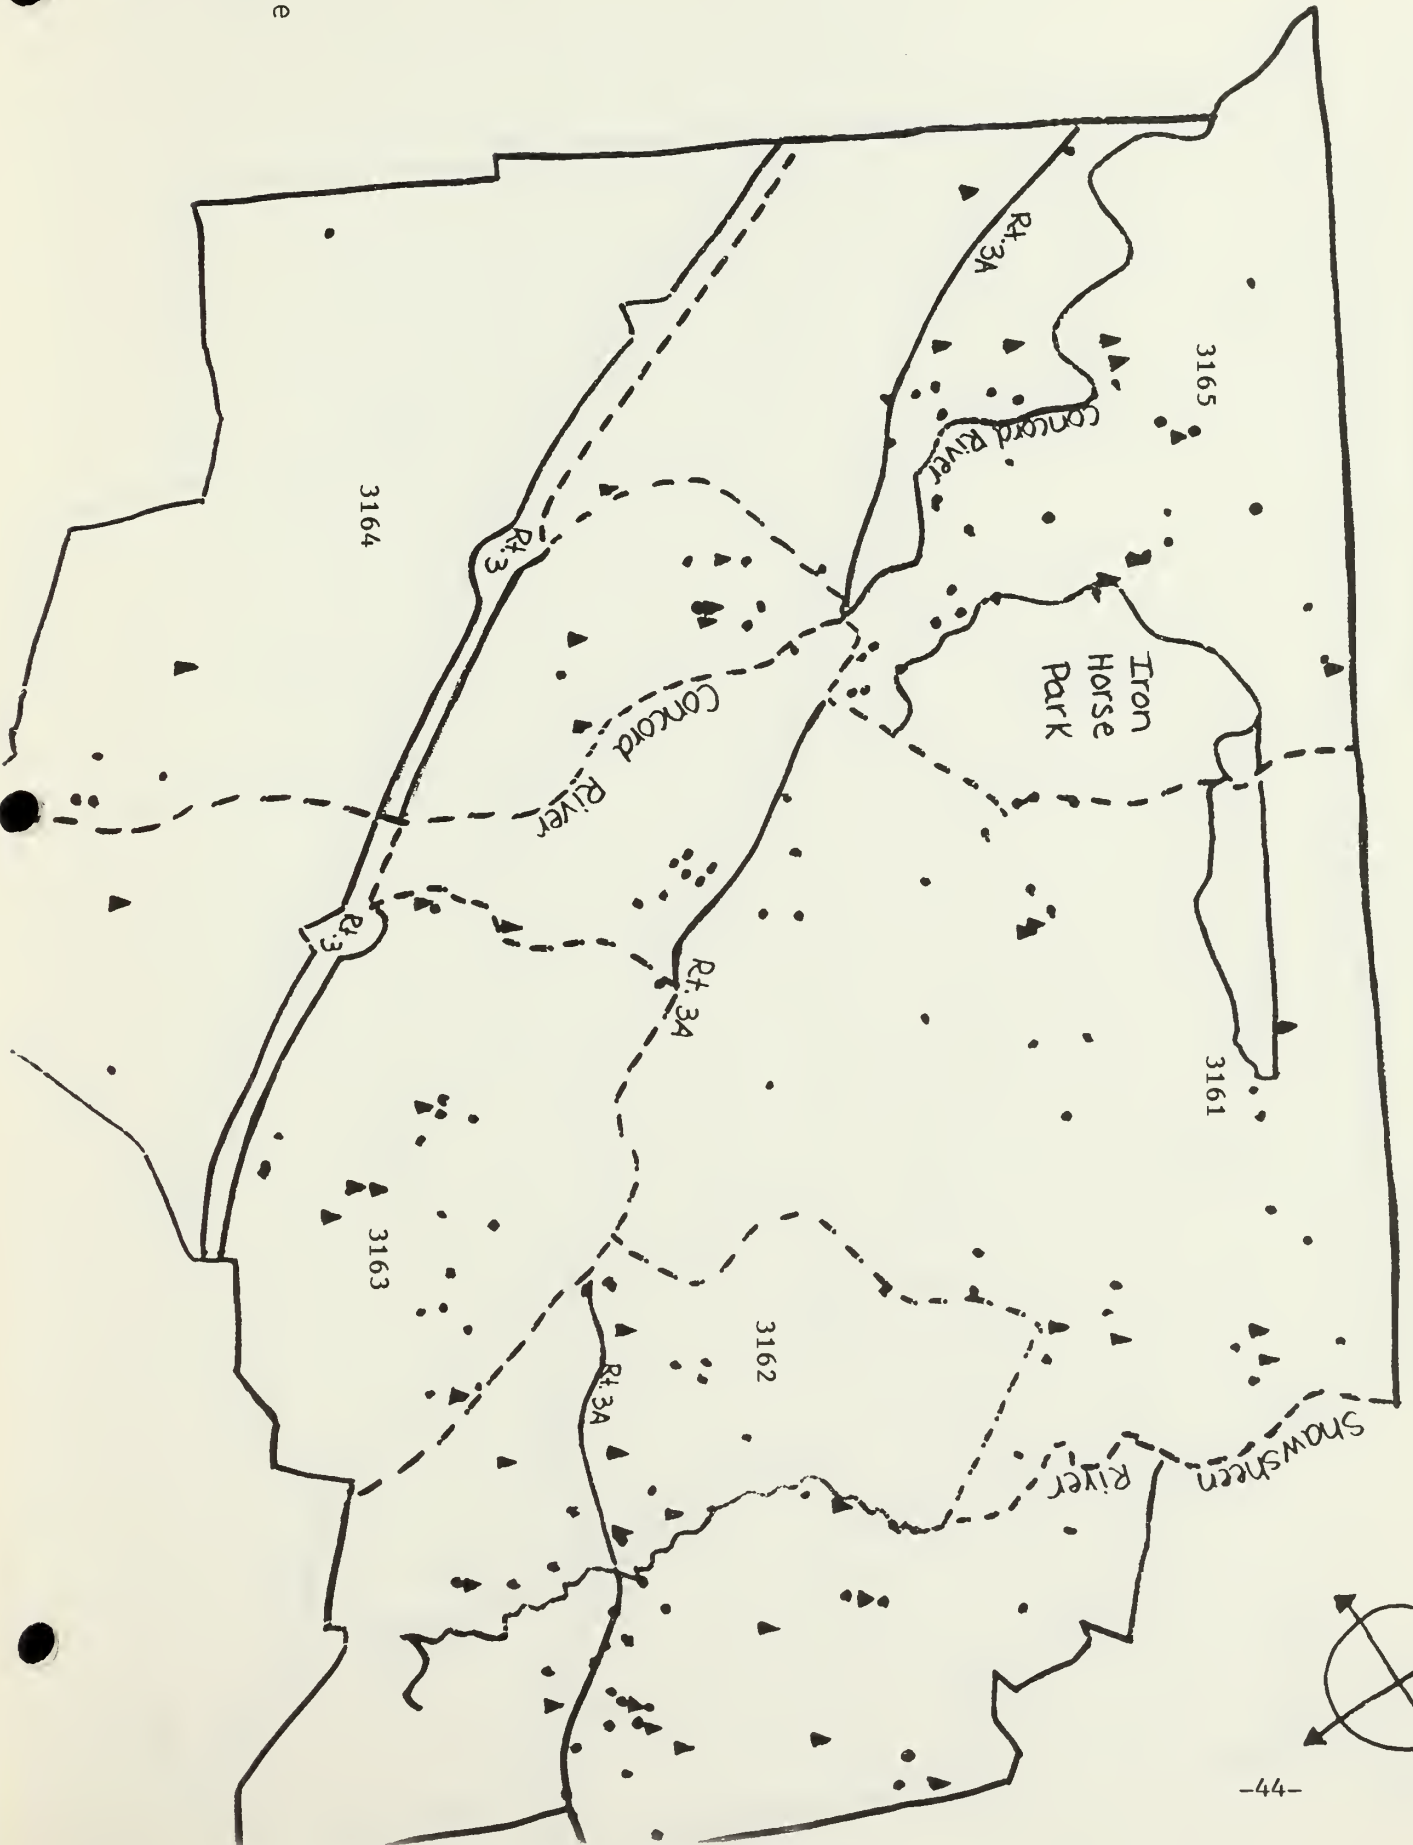 e
Rt.
3A
3165
Concord River
3164
Rt.
3
Iron
Horse
Park
Concord
River
Rt.3
Rt. 3A
3161
3163
3162
Rt.3A
Shawsheen
River
-44-